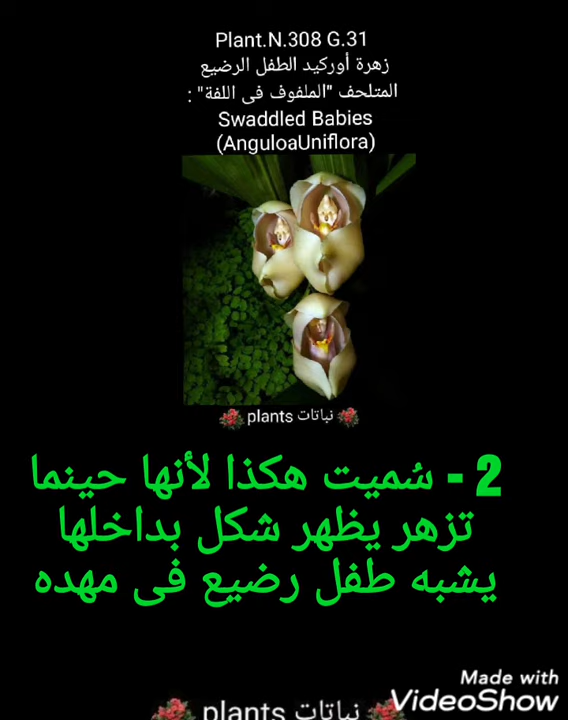 Plant.N.308 G.31
زهرة أوركيد الطفل الرضيع
المتلحف "الملفوف فى اللفة" :
Swaddled Babies
(AnguloaUniflora)
نباتات plants
2 - سُميت هكذا لأنها حينما
تزهر يظهر شكل بداخلها
يشبه طفل رضيع فى مهده
Made with
VideoShow
نباتات plants